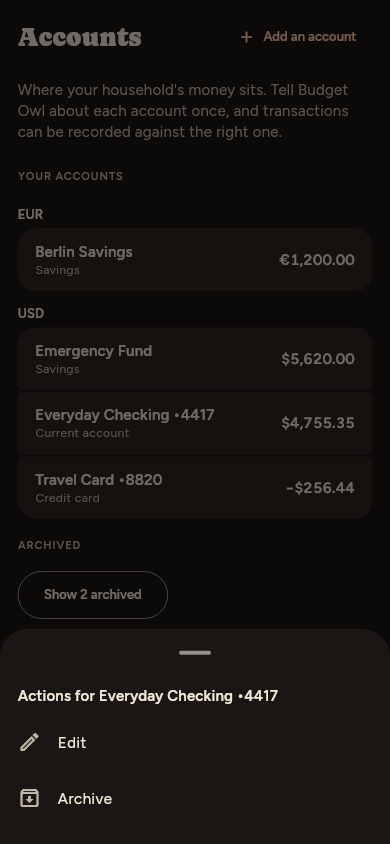 Accounts
Add an account
Where your household's money sits. Tell Budget
Owl about each account once, and transactions
can be recorded against the right one.
YOUR ACCOUNTS
EUR
Berlin Savings
Savings
€1,200.00
USD
Emergency Fund
Savings
$5,620.00
Everyday Checking •4417
Current account
$4,755.35
Travel Card •8820
Credit card
−$256.44
ARCHIVED
Show 2 archived
Actions for Everyday Checking •4417
Edit
Archive